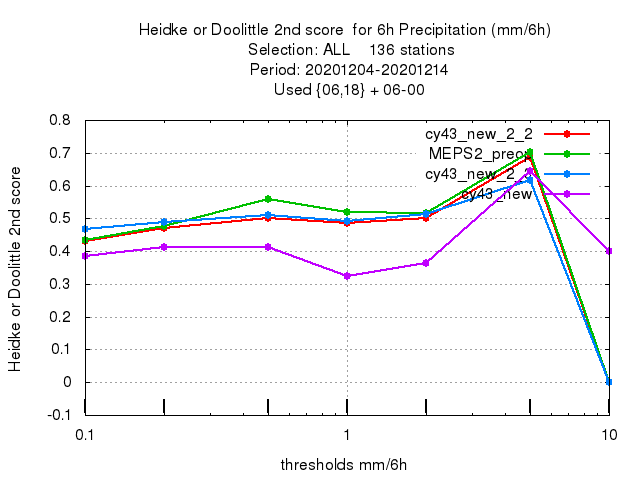 Heidke or Doolittle 2nd score  for 6h Precipitation (mm/6h)
Selection: ALL    136 stations
Period: 20201204-20201214
Used {06,18} + 06-00
0.8
0.7
0.6
0.5
0.4
0.3
0.2
0.1
0
-0.1
Heidke or Doolittle 2nd score
cy43_new_2_2
cy43_new_2
cy43_new
0.1
1
10
thresholds mm/6h